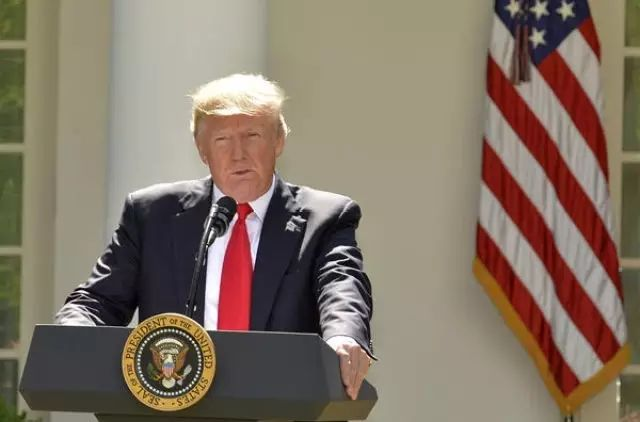 SEAL OF THE PRESIDENT OF THE UNITED STATES